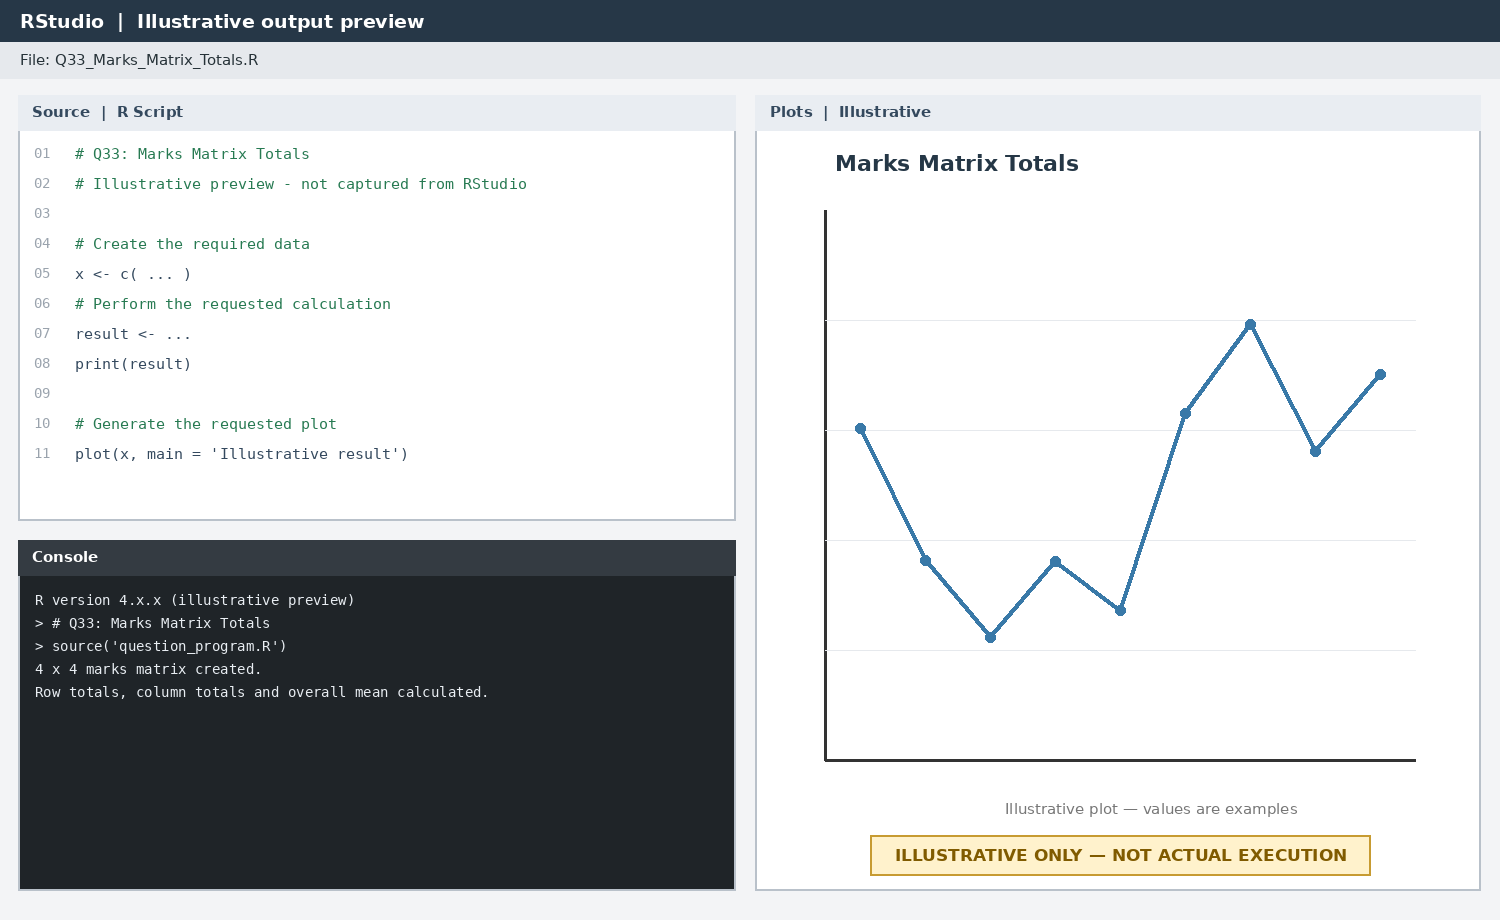 RStudio | Illustrative output preview
File: Q33_Marks_Matrix_Totals.R
Source | R Script
01 # Q33: Marks Matrix Totals
02 # Illustrative preview - not captured from RStudio
03
04 # Create the required data
05 x <- c( ... )
06 # Perform the requested calculation
07 result <- ...
08 print(result)
09
10 # Generate the requested plot
11 plot(x, main = 'Illustrative result')
Console
R version 4.x.x (illustrative preview)
> # Q33: Marks Matrix Totals
> source('question_program.R')
4 x 4 marks matrix created.
Row totals, column totals and overall mean calculated.
Plots | Illustrative
Marks Matrix Totals
Illustrative plot — values are examples
ILLUSTRATIVE ONLY — NOT ACTUAL EXECUTION